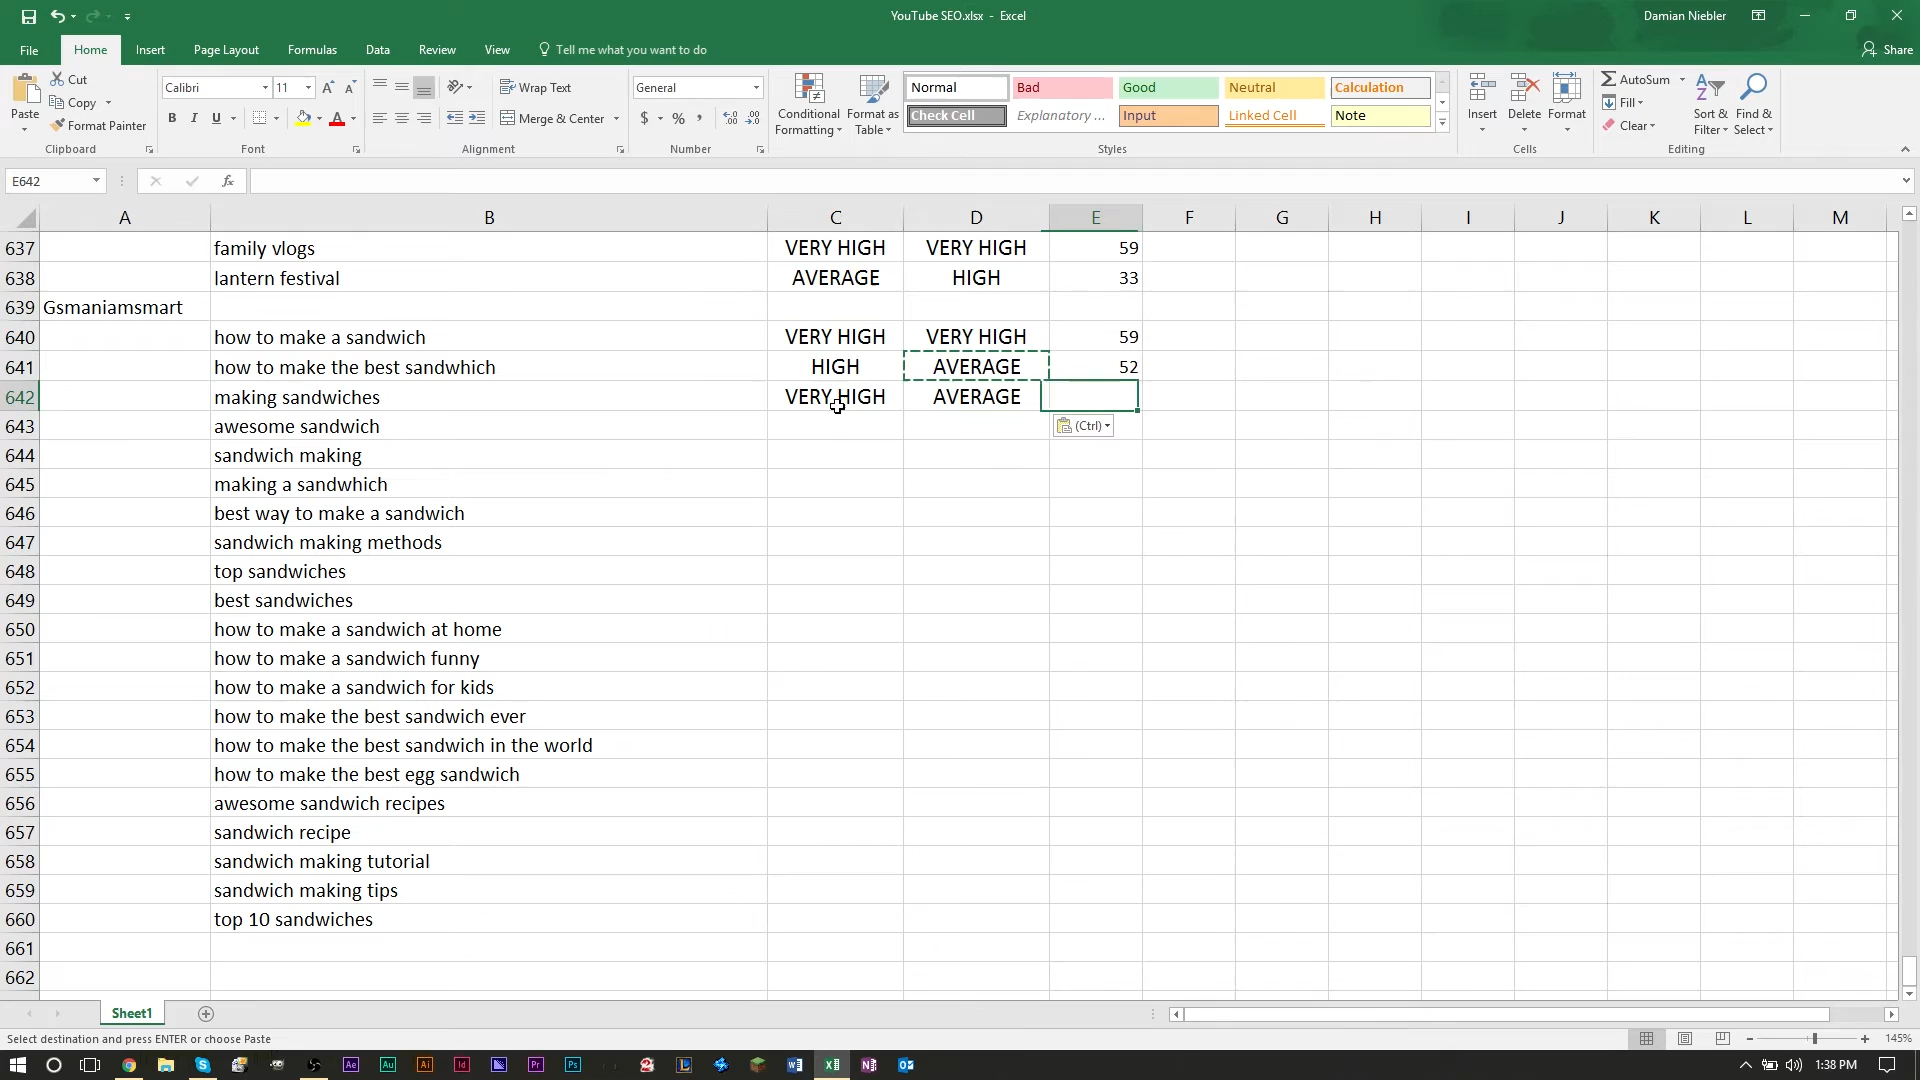 YouTube SEO.xlsx - Excel
Damian Niebler
File Home Insert Page Layout Formulas Data Review View Tell me what you want to do Share
Paste Cut Copy Format Painter Clipboard
Calibri 11 A A B I U A Font
Wrap Text Merge & Center Alignment
General $ % , .00 Number
Conditional Formatting Format as Table
Normal Bad Good Neutral Calculation
Check Cell Explanatory ... Input Linked Cell Note
Styles
Insert Delete Format Cells
AutoSum Fill Clear Sort & Filter Find & Select Editing
E642 fx
A B C D E F G H I J K L M
637 family vlogs VERY HIGH VERY HIGH 59
638 lantern festival AVERAGE HIGH 33
639 Gsmaniamsmart
640 how to make a sandwich VERY HIGH VERY HIGH 59
641 how to make the best sandwhich HIGH AVERAGE 52
642 making sandwiches VERY HIGH AVERAGE
643 awesome sandwich (Ctrl)
644 sandwich making
645 making a sandwhich
646 best way to make a sandwich
647 sandwich making methods
648 top sandwiches
649 best sandwiches
650 how to make a sandwich at home
651 how to make a sandwich funny
652 how to make a sandwich for kids
653 how to make the best sandwich ever
654 how to make the best sandwich in the world
655 how to make the best egg sandwich
656 awesome sandwich recipes
657 sandwich recipe
658 sandwich making tutorial
659 sandwich making tips
660 top 10 sandwiches
661
662
Sheet1
Select destination and press ENTER or choose Paste 145%
Ae Au Ai Id Pr Ps 1:38 PM